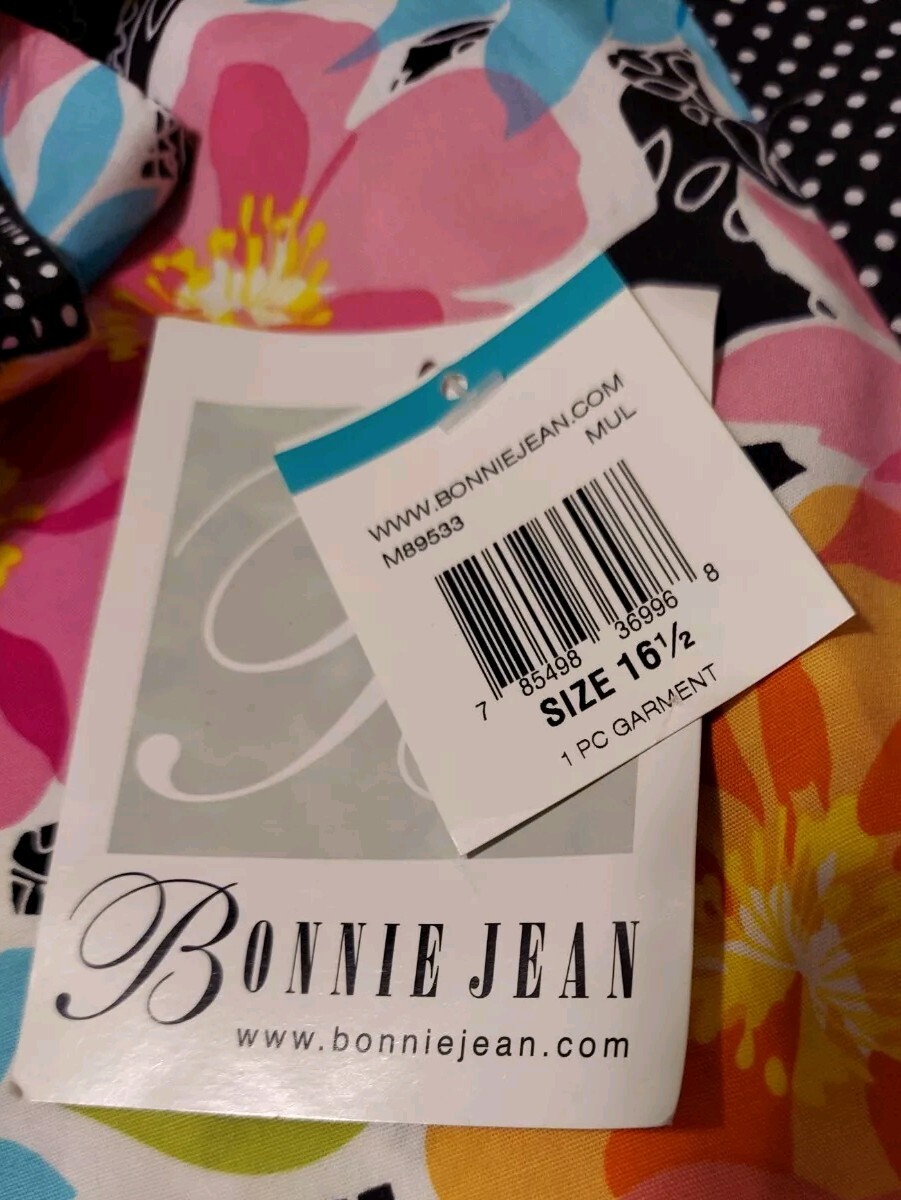 WWW.BONNIEJEAN.COM
MUL
M89533
7 85498 36996 8
SIZE 16½
1 PC GARMENT
BONNIE JEAN
www.bonniejean.com